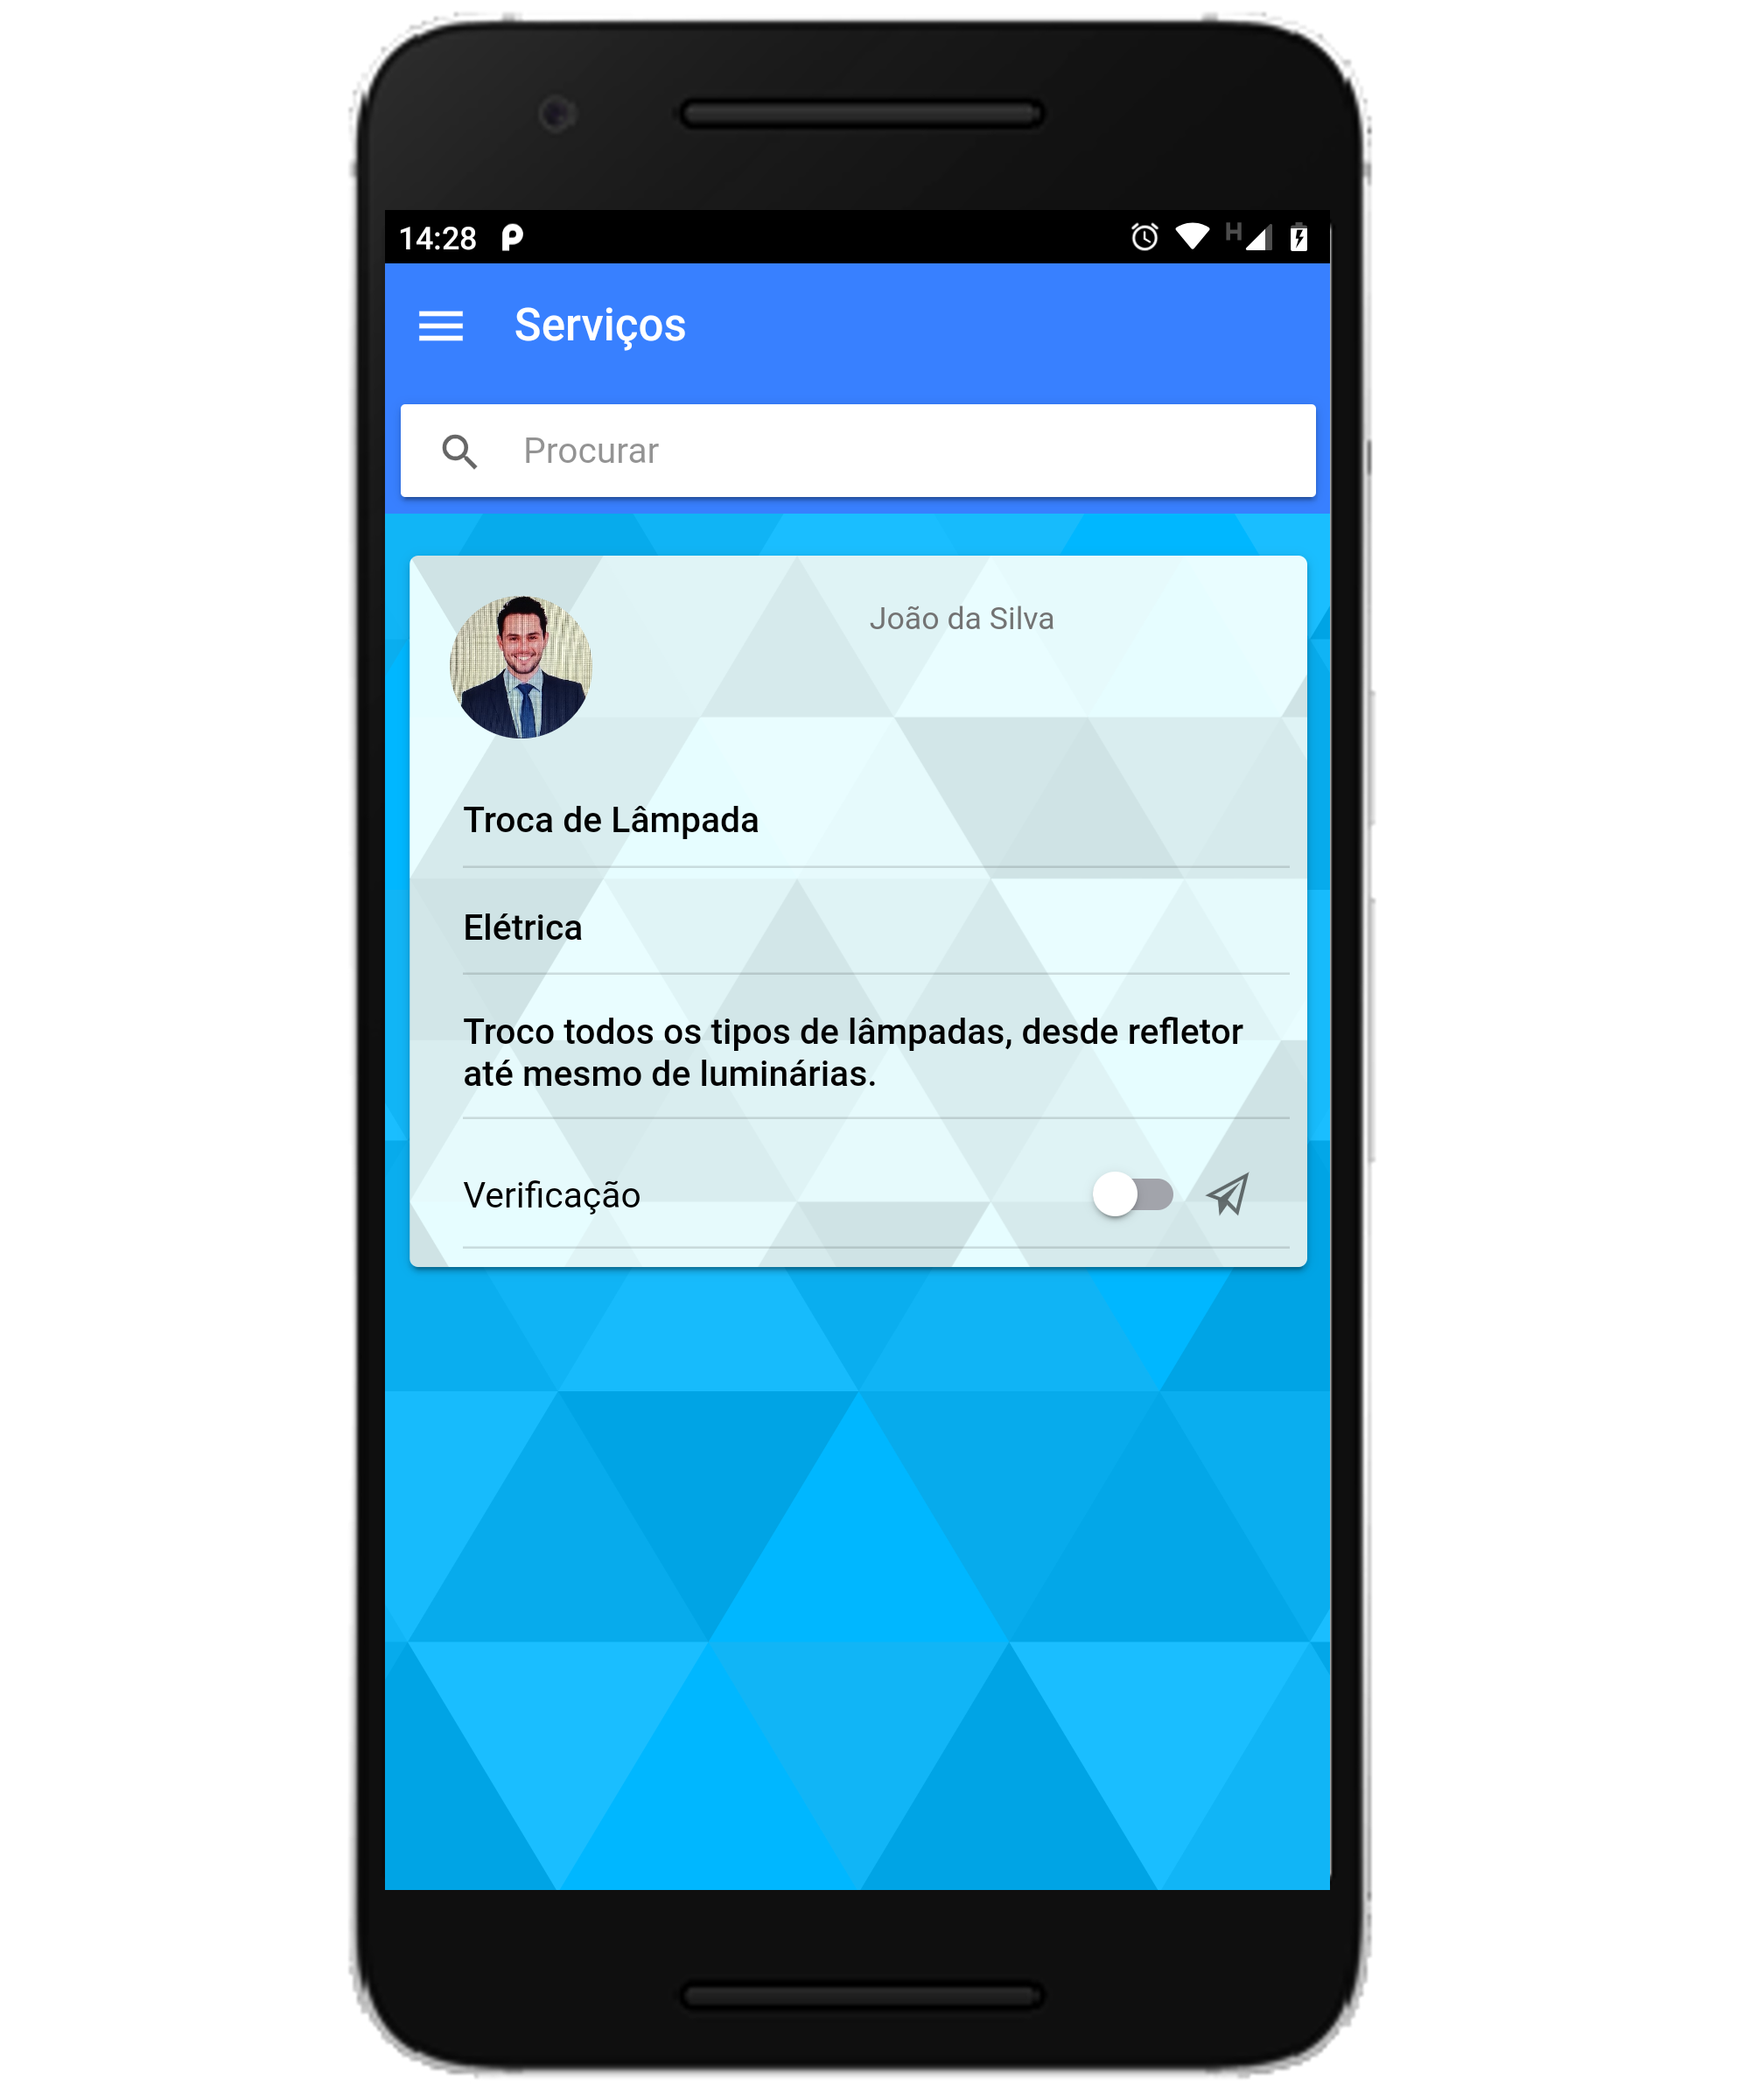 14:28
H
Serviços
Procurar
João da Silva
Troca de Lâmpada
Elétrica
Troco todos os tipos de lâmpadas, desde refletor
até mesmo de luminárias.
Verificação